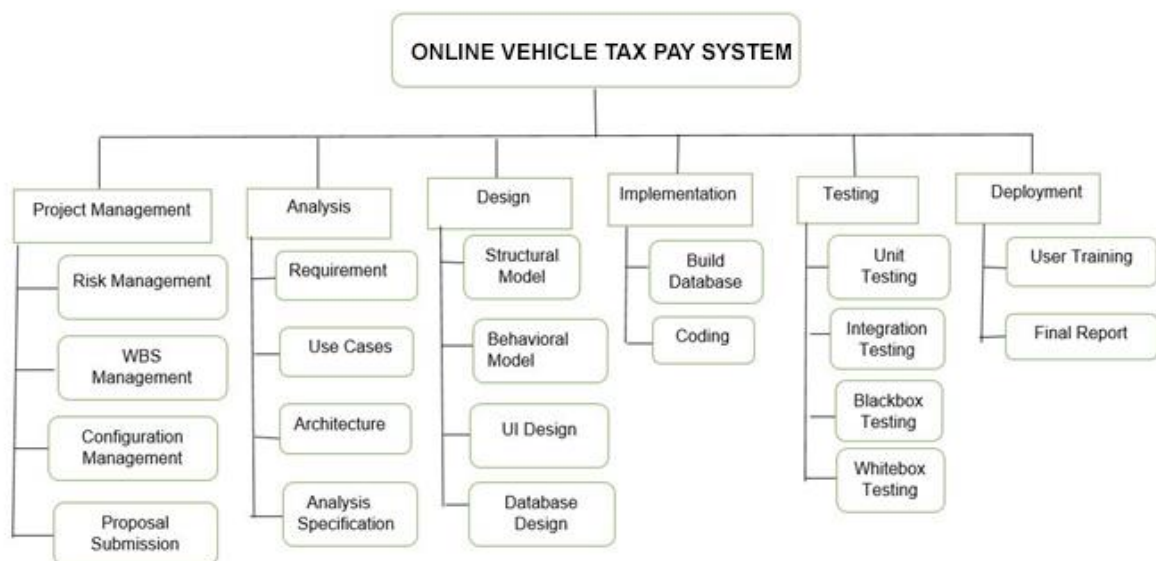 ONLINE VEHICLE TAX PAY SYSTEM
Project Management
Risk Management
WBS
Management
Configuration
Management
Proposal
Submission
Analysis
Requirement
Use Cases
Architecture
Analysis
Specification
Design
Structural
Model
Behavioral
Model
UI Design
Database
Design
Implementation
Build
Database
Coding
Testing
Unit
Testing
Integration
Testing
Blackbox
Testing
Whitebox
Testing
Deployment
User Training
Final Report